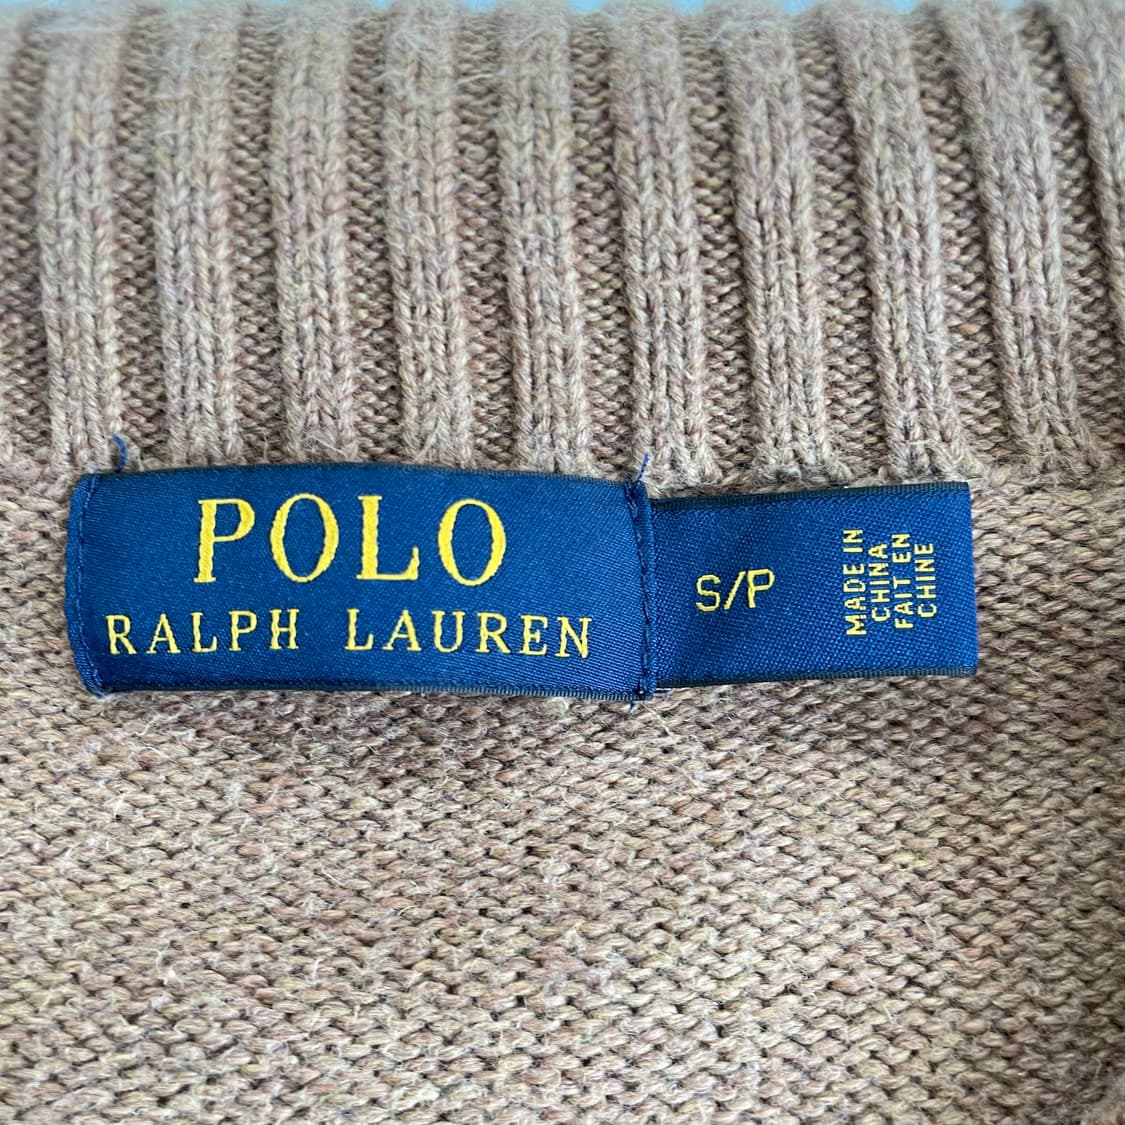 POLO
RALPH LAUREN
S/P
MADE IN
CHINA
FAIT EN
CHINE